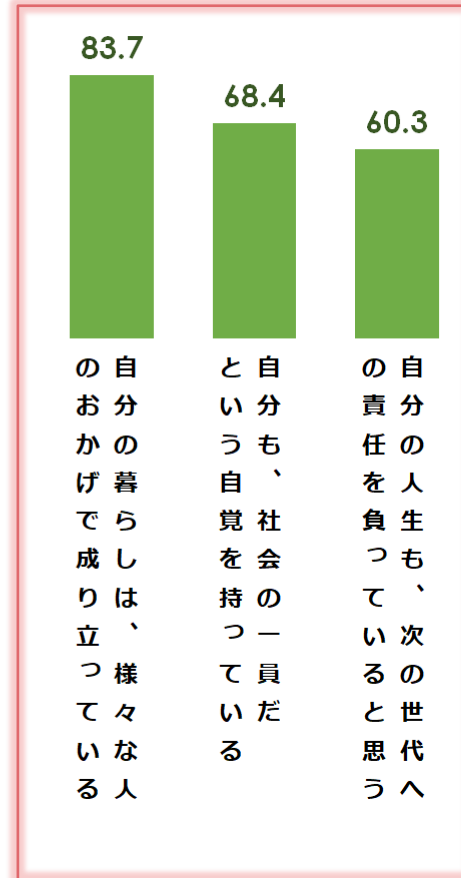 83.7
68.4
60.3
自分の暮らしは、様々な人
のおかげで成り立っている
自分も、社会の一員だ
という自覚を持っている
自分の人生も、次の世代へ
の責任を負っていると思う